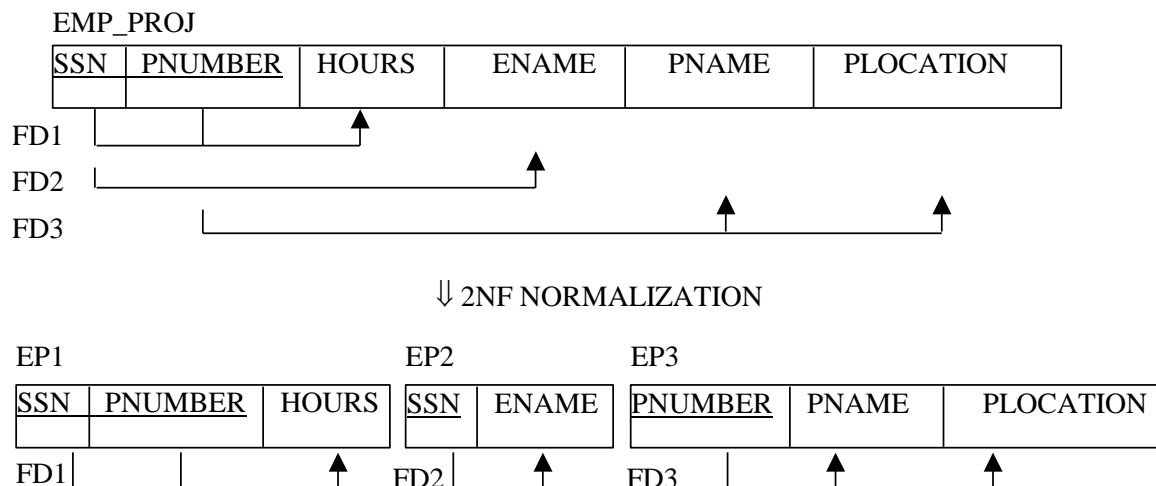 EMP_PROJ
SSN PNUMBER HOURS ENAME PNAME PLOCATION
FD1
FD2
FD3
⇓ 2NF NORMALIZATION
EP1 EP2 EP3
SSN PNUMBER HOURS SSN ENAME PNUMBER PNAME PLOCATION
FD1 FD2 FD3